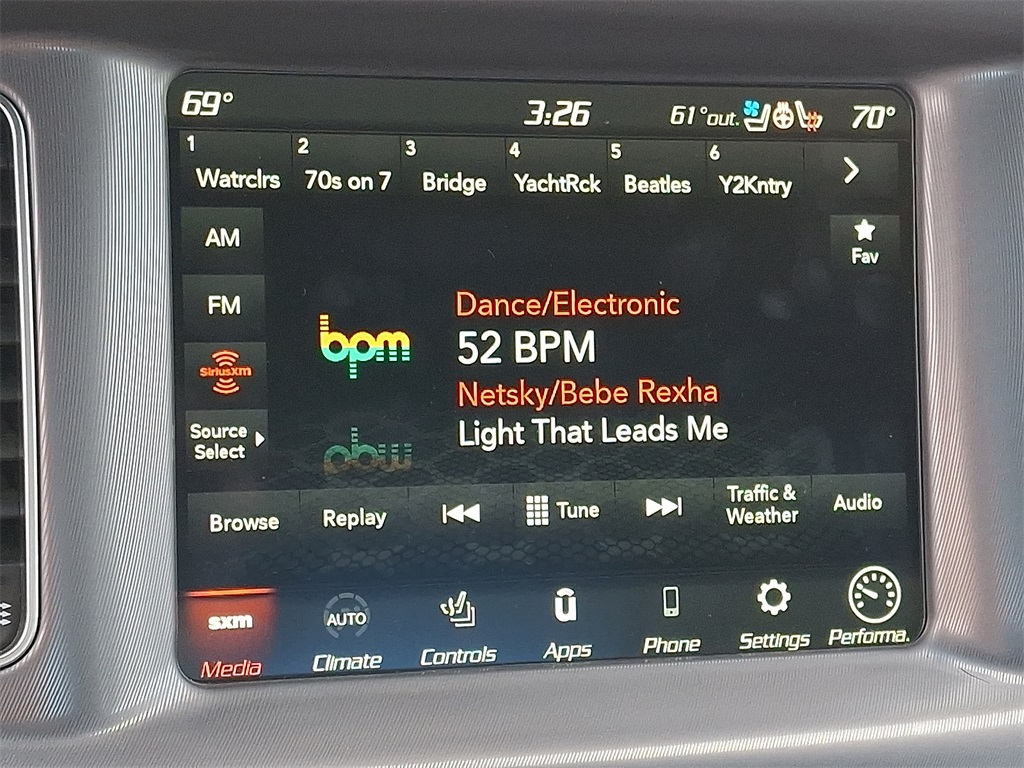 69° 3:26 61°out. 70°
1 2 3 4 5 6
Watrclrs 70s on 7 Bridge YachtRck Beatles Y2Kntry
AM
Fav
FM
Dance/Electronic
bpm
52 BPM
SiriusXM
Netsky/Bebe Rexha
Light That Leads Me
Source
Select
Browse Replay Tune Traffic &
Weather Audio
sxm AUTO
Media Climate Controls Apps Phone Settings Performa.